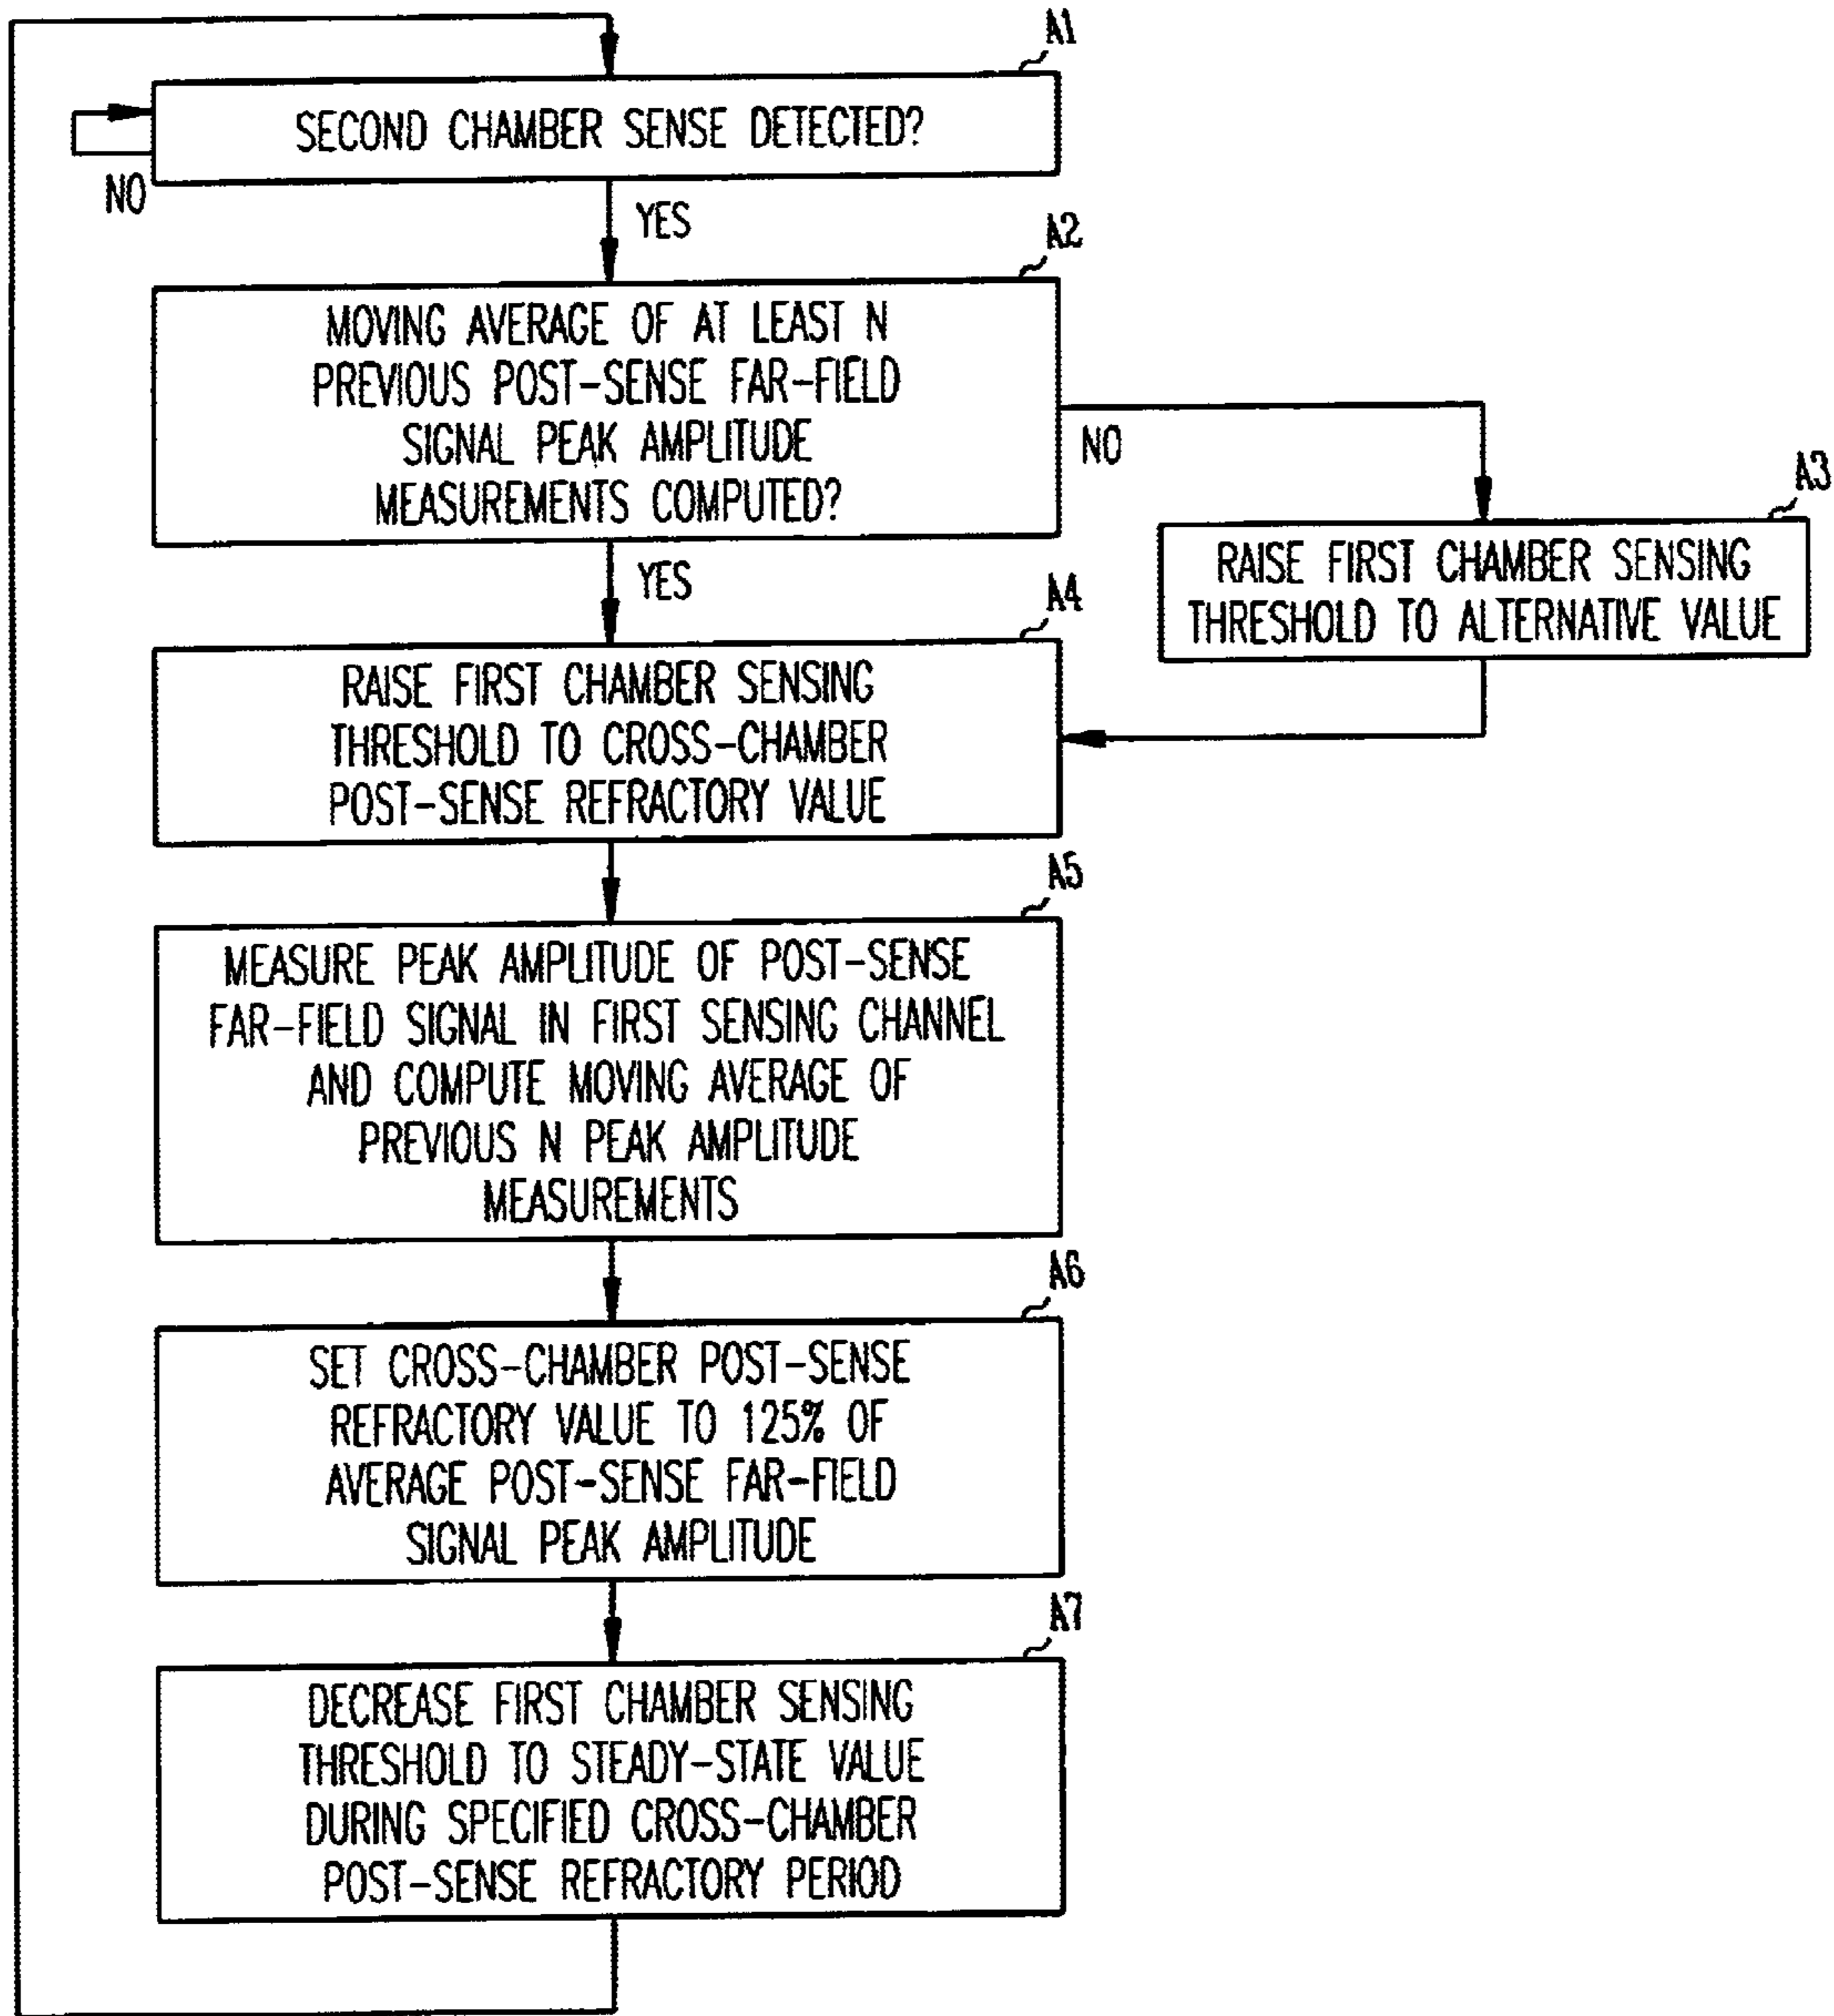 A1
SECOND CHAMBER SENSE DETECTED?
NO
YES
A2
MOVING AVERAGE OF AT LEAST N
PREVIOUS POST-SENSE FAR-FIELD
SIGNAL PEAK AMPLITUDE
MEASUREMENTS COMPUTED?
NO
YES
A3
RAISE FIRST CHAMBER SENSING
THRESHOLD TO ALTERNATIVE VALUE
A4
RAISE FIRST CHAMBER SENSING
THRESHOLD TO CROSS-CHAMBER
POST-SENSE REFRACTORY VALUE
A5
MEASURE PEAK AMPLITUDE OF POST-SENSE
FAR-FIELD SIGNAL IN FIRST SENSING CHANNEL
AND COMPUTE MOVING AVERAGE OF
PREVIOUS N PEAK AMPLITUDE
MEASUREMENTS
A6
SET CROSS-CHAMBER POST-SENSE
REFRACTORY VALUE TO 125% OF
AVERAGE POST-SENSE FAR-FIELD
SIGNAL PEAK AMPLITUDE
A7
DECREASE FIRST CHAMBER SENSING
THRESHOLD TO STEADY-STATE VALUE
DURING SPECIFIED CROSS-CHAMBER
POST-SENSE REFRACTORY PERIOD